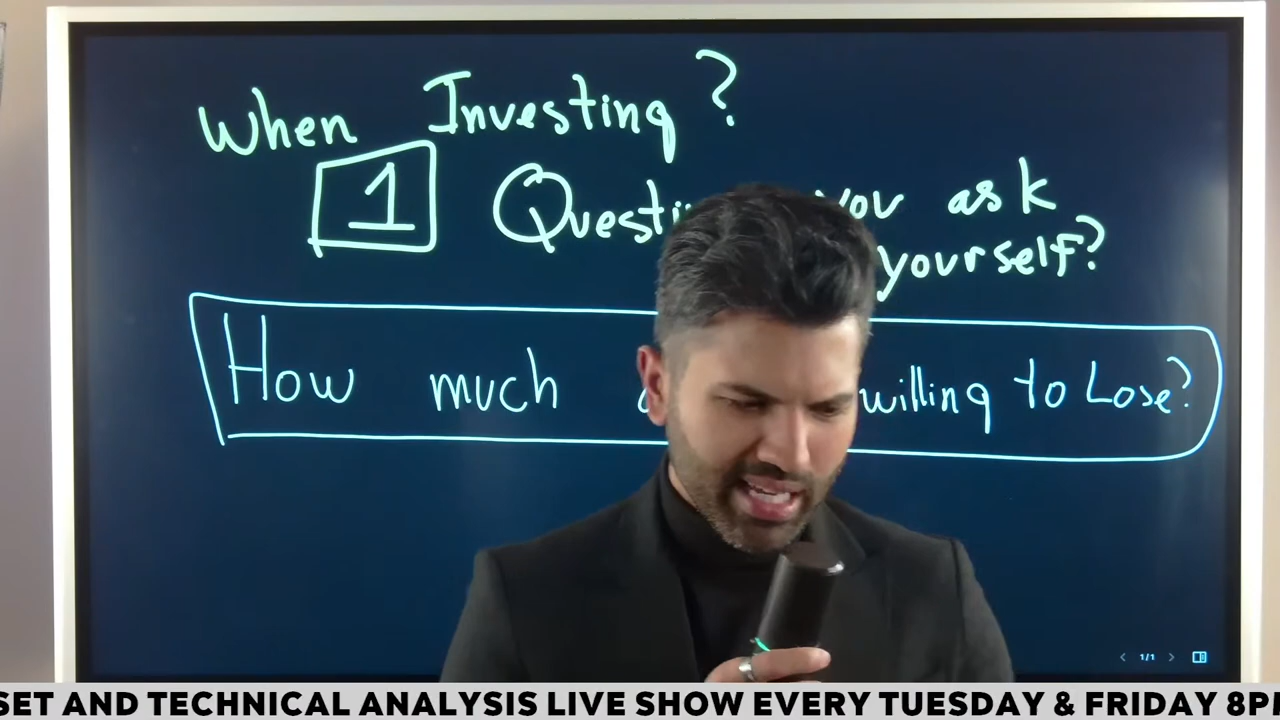 When Investing?
1 Questi you ask
yourself?
How much willing to Lose?
1/1
SET AND TECHNICAL ANALYSIS LIVE SHOW EVERY TUESDAY & FRIDAY 8P